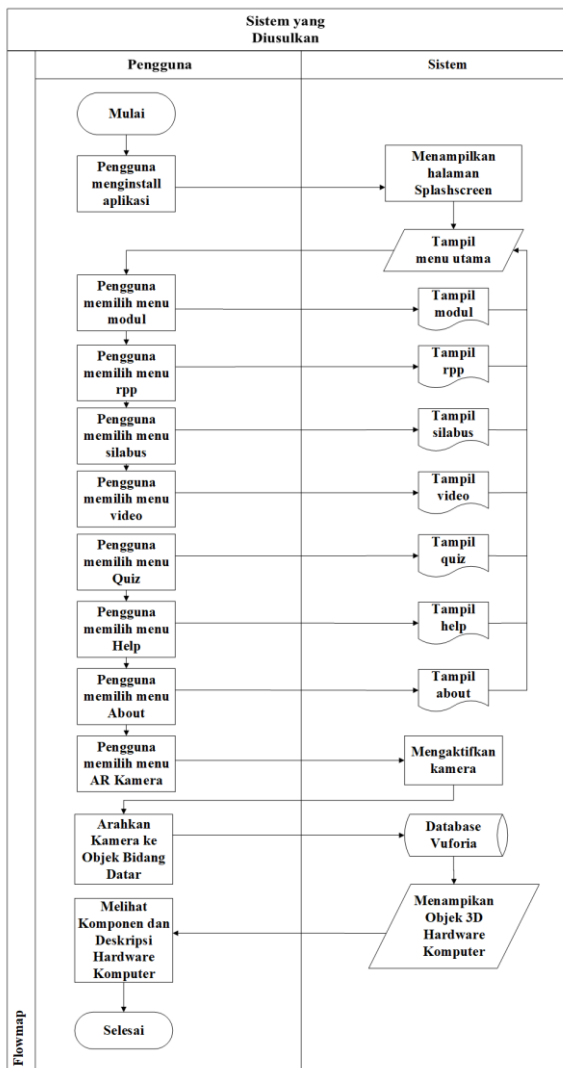 Sistem yang
Diusulkan
Pengguna
Sistem
Mulai
Pengguna
menginstall
aplikasi
Menampilkan
halaman
Splashscreen
Tampil
menu utama
Pengguna
memilih menu
modul
Tampil
modul
Pengguna
memilih menu
rpp
Tampil
rpp
Pengguna
memilih menu
silabus
Tampil
silabus
Pengguna
memilih menu
video
Tampil
video
Pengguna
memilih menu
Quiz
Tampil
quiz
Pengguna
memilih menu
Help
Tampil
help
Pengguna
memilih menu
About
Tampil
about
Pengguna
memilih menu
AR Kamera
Mengaktifkan
kamera
Arahkan
Kamera ke
Objek Bidang
Datar
Database
Vuforia
Menampikan
Objek 3D
Hardware
Komputer
Melihat
Komponen dan
Deskripsi
Hardware
Komputer
Selesai
Flowmap